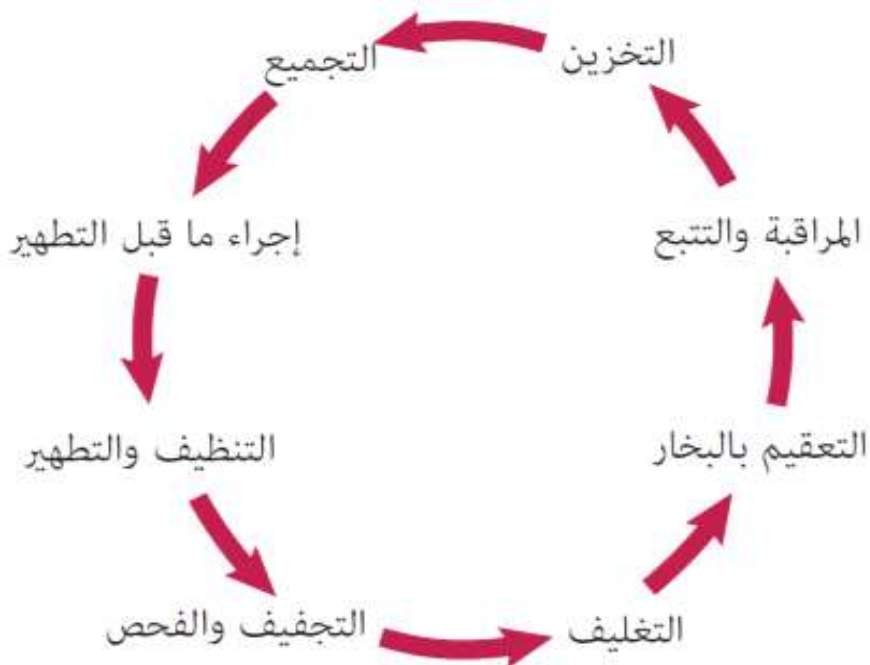 التخزين
التجميع
إجراء ما قبل التطهير
التنظيف والتطهير
التجفيف والفحص
التغليف
التعقيم بالبخار
المراقبة والتتبع